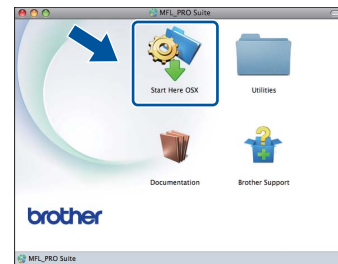 MFL_PRO Suite
Start Here OSX
Utilities
Documentation
Brother Support
brother
MFL_PRO Suite